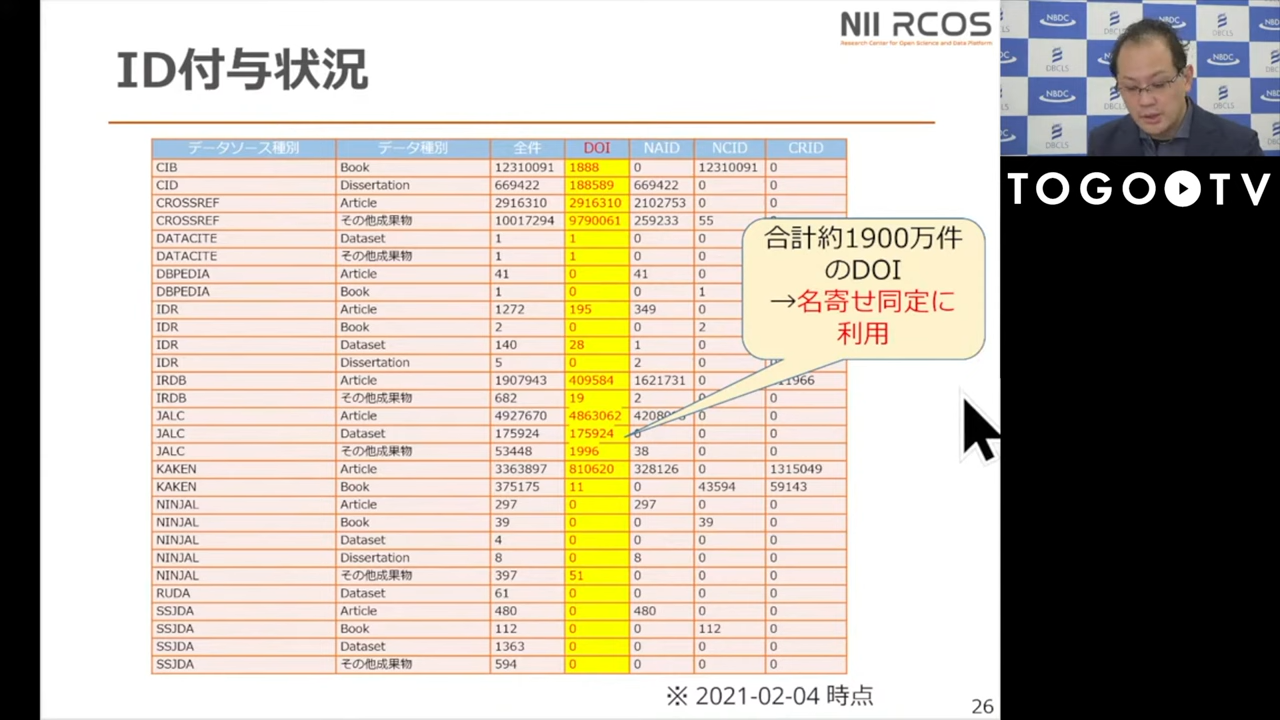 NII RCOS
Research Center for Open Science and Data Platform
NBDC NBDC NBDC
DBCLS DBCLS
NBDC NBDC
DBCLS DBCLS
TOGO TV
ID付与状況
データソース種別 データ種別 全件 DOI NAID NCID CRID
CIB Book 12310091 1888 0 12310091 0
CID Dissertation 669422 188589 669422 0 0
CROSSREF Article 2916310 2916310 2102753 0 0
CROSSREF その他成果物 10017294 9790061 259233 55 0
DATACITE Dataset 1 1 0 0
DATACITE その他成果物 1 1 0 0
DBPEDIA Article 41 0 41 0
DBPEDIA Book 1 0 0 1
IDR Article 1272 195 349 0
IDR Book 2 0 0 2
IDR Dataset 140 28 1 0
IDR Dissertation 5 0 2 0
IRDB Article 1907943 409584 1621731 0
IRDB その他成果物 682 19 2 0
JALC Article 4927670 4863062 0 0
JALC Dataset 175924 175924 0 0 0
JALC その他成果物 53448 1996 38 0 0
KAKEN Article 3363897 810620 328126 0 1315049
KAKEN Book 375175 11 0 43594 59143
NINJAL Article 297 0 297 0 0
NINJAL Book 39 0 0 39 0
NINJAL Dataset 4 0 0 0 0
NINJAL Dissertation 8 0 8 0 0
NINJAL その他成果物 397 51 0 0 0
RUDA Dataset 61 0 0 0 0
SSJDA Article 480 0 480 0 0
SSJDA Book 112 0 0 112 0
SSJDA Dataset 1363 0 0 0 0
SSJDA その他成果物 594 0 0 0 0
合計約1900万件
のDOI
→名寄せ同定に
利用
※ 2021-02-04 時点
26